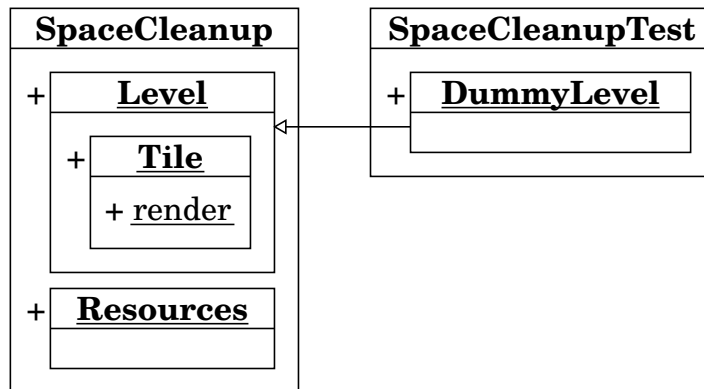 SpaceCleanup
+ Level
+ Tile
+ render
+ Resources
SpaceCleanupTest
+ DummyLevel